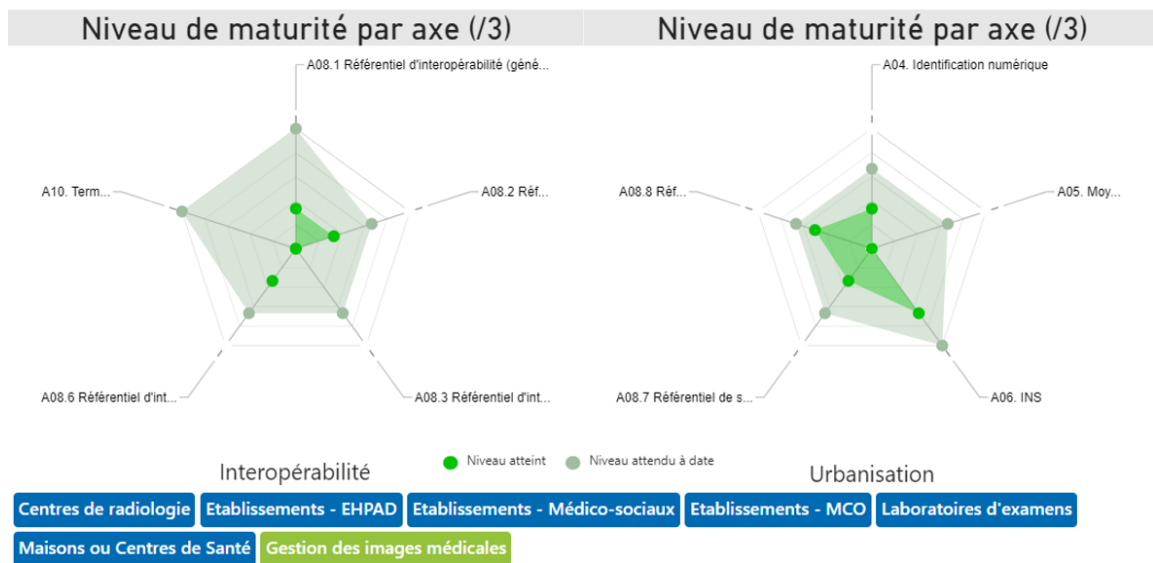 Niveau de maturité par axe (/3)
Niveau de maturité par axe (/3)
A08.1 Référentiel d'interopérabilité (géné...
A10. Term...
A08.2 Réf...
A08.6 Référentiel d'int...
A08.3 Référentiel d'int...
A04. Identification numérique
A08.8 Réf...
A05. Moy...
A08.7 Référentiel de s...
A06. INS
Niveau atteint
Niveau attendu à date
Interopérabilité
Urbanisation
Centres de radiologie
Etablissements - EHPAD
Etablissements - Médico-sociaux
Etablissements - MCO
Laboratoires d'examens
Maisons ou Centres de Santé
Gestion des images médicales